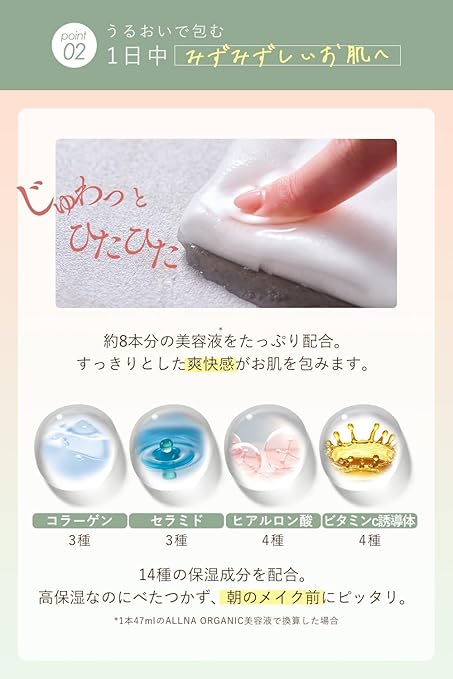 point
02
うるおいで包む
1日中 みずみずしいお肌へ
じゅわっと
ひたひた
約8本分の美容液*をたっぷり配合。
すっきりとした爽快感がお肌を包みます。
コラーゲン
3種
セラミド
3種
ヒアルロン酸
4種
ビタミンc誘導体
4種
14種の保湿成分を配合。
高保湿なのにべたつかず、朝のメイク前にピッタリ。
*1本47mlのALLNA ORGANIC美容液で換算した場合